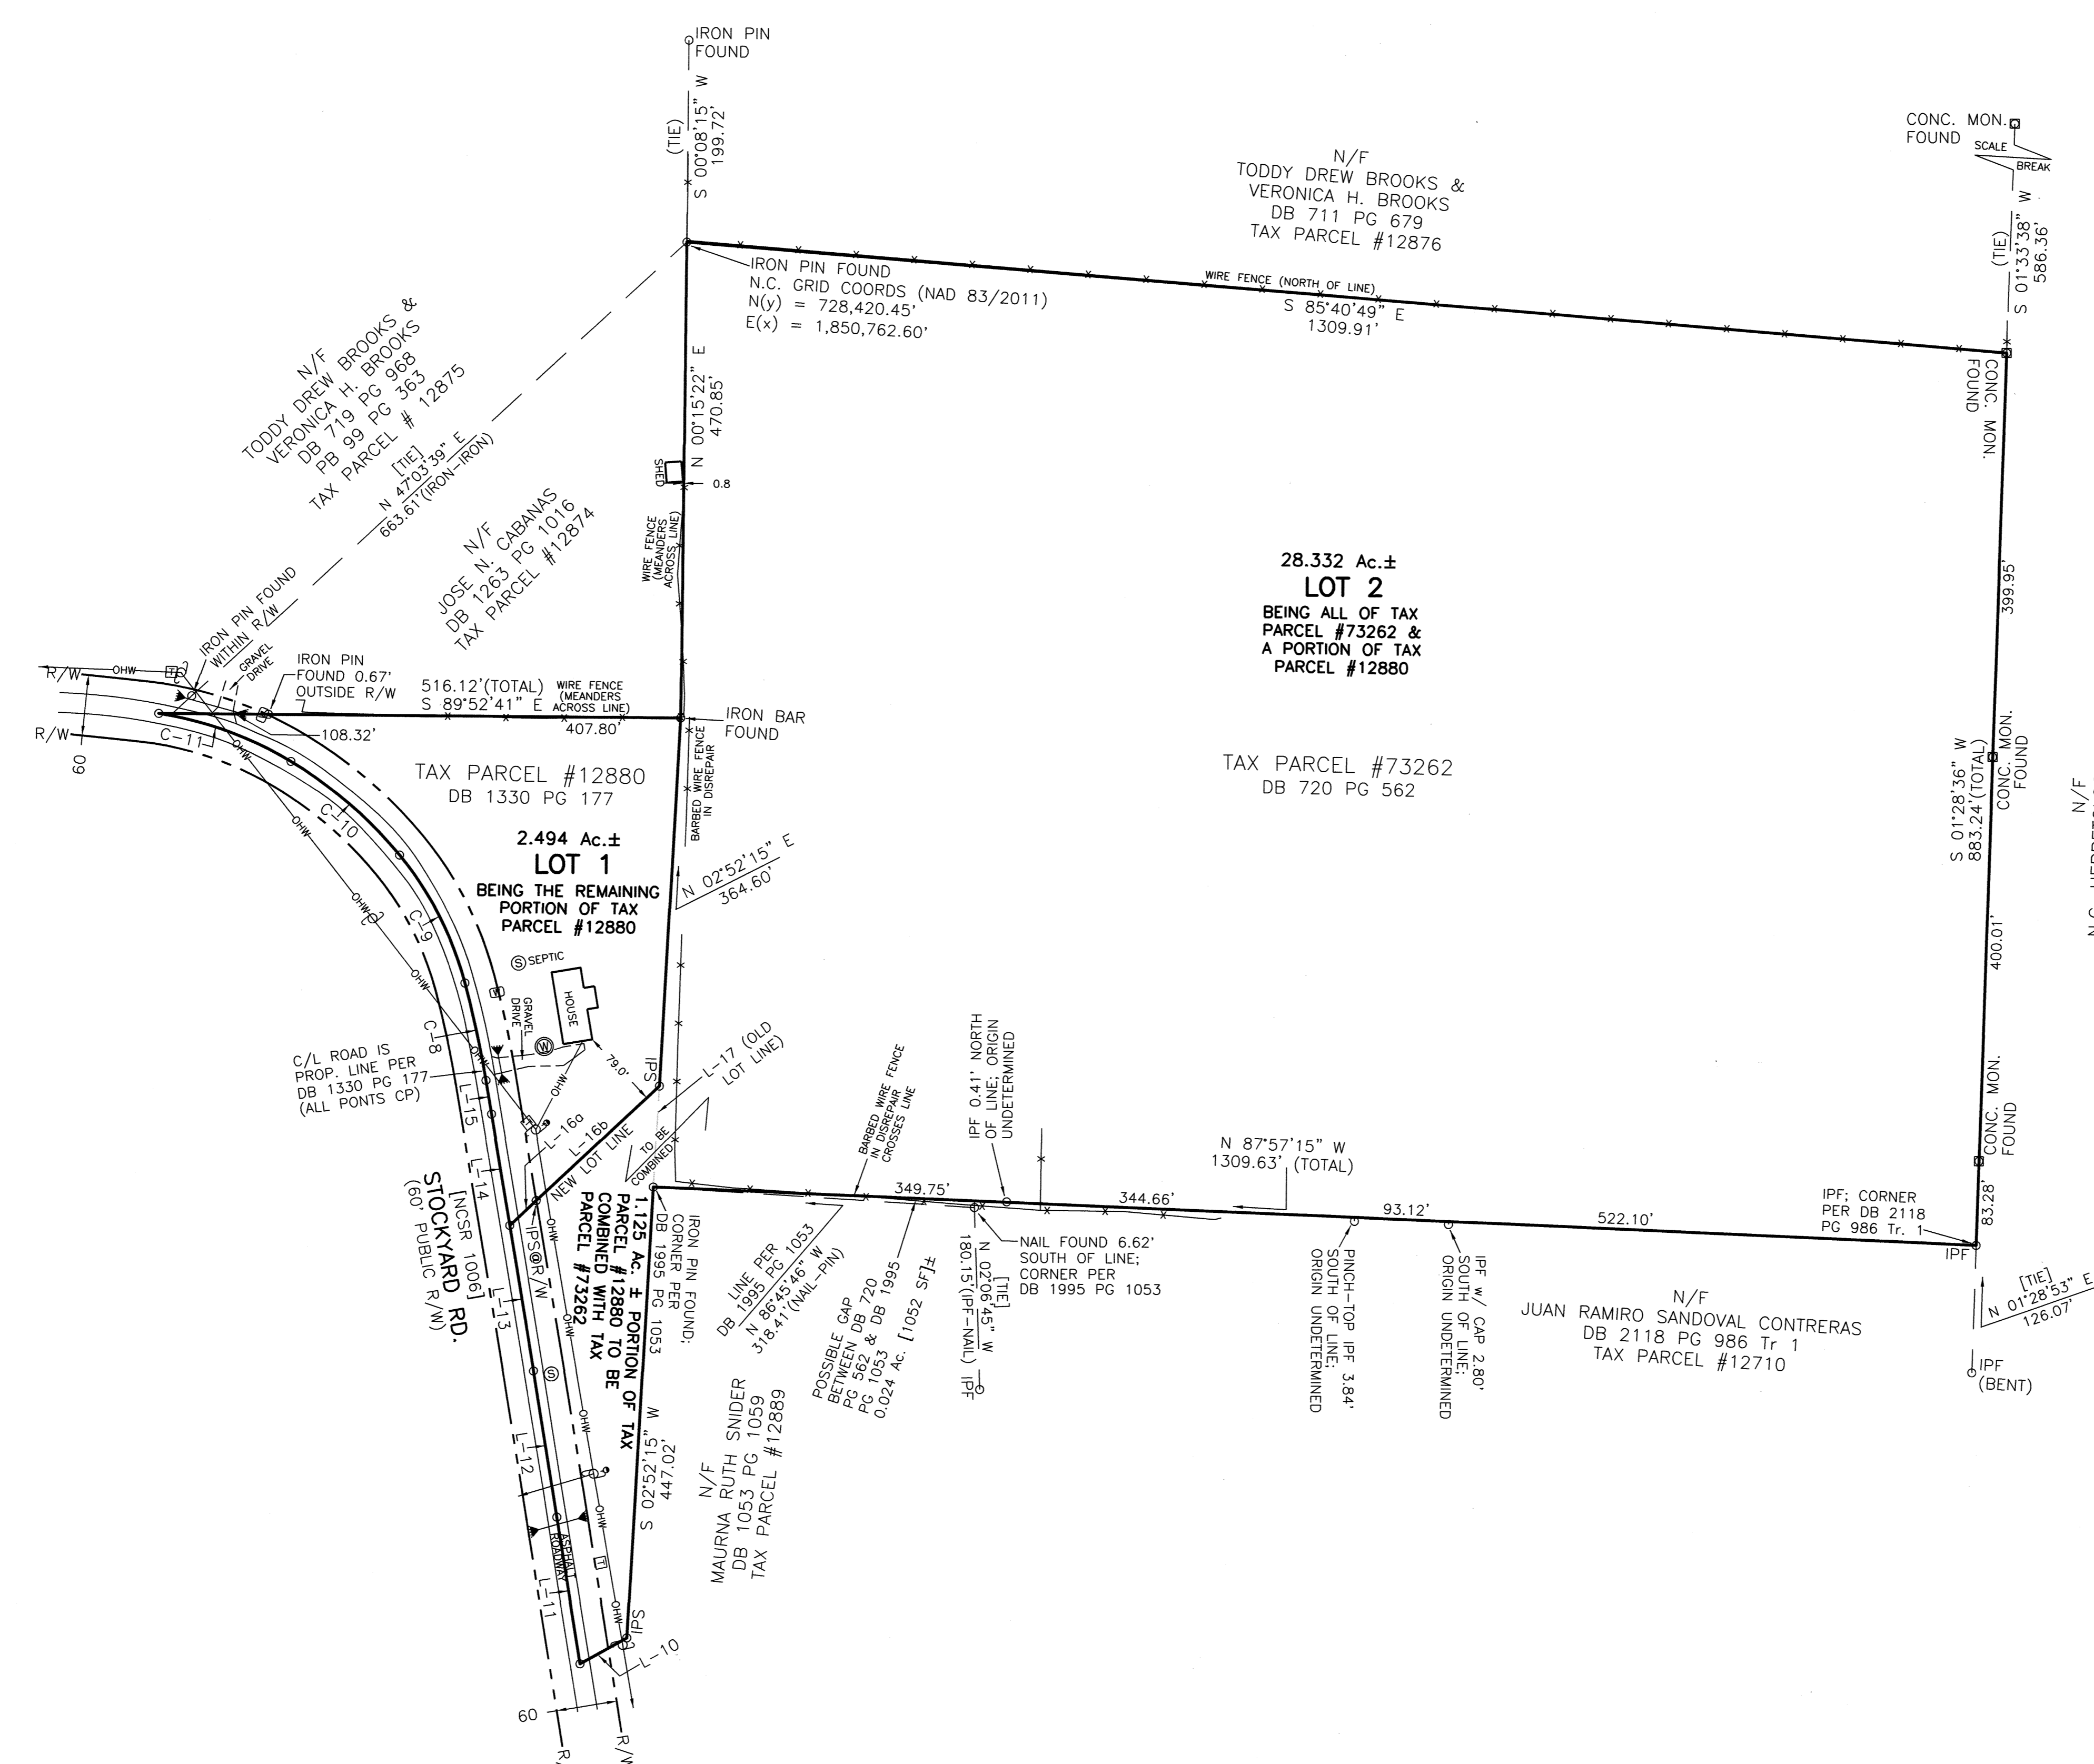 IRON PIN
FOUND
(TIE)
S 00°08'15" W
199.72'
CONC. MON.
FOUND
SCALE
BREAK
(TIE)
S 01°33'38" W
586.36'
N/F
TODDY DREW BROOKS &
VERONICA H. BROOKS
DB 711 PG 679
TAX PARCEL #12876
IRON PIN FOUND
N.C. GRID COORDS (NAD 83/2011)
N(y) = 728,420.45'
E(x) = 1,850,762.60'
WIRE FENCE (NORTH OF LINE)
S 85°40'49" E
1309.91'
CONC. MON.
FOUND
N/F
TODDY DREW BROOKS &
VERONICA H. BROOKS
DB 719 PG 968
PB 99 PG 363
TAX PARCEL # 12875
[TIE]
N 47°03'39" E
663.61'(IRON-IRON)
N 00°15'22" E
470.85'
SHED
0.8
WIRE FENCE
(MEANDERS
ACROSS LINE)
N/F
JOSE N. CABANAS
DB 1263 PG 1016
TAX PARCEL #12874
28.332 Ac.±
LOT 2
BEING ALL OF TAX
PARCEL #73262 &
A PORTION OF TAX
PARCEL #12880
399.95'
IRON PIN FOUND
WITHIN R/W
GRAVEL
DRIVE
IRON PIN
FOUND 0.67'
OUTSIDE R/W
R/W
OHW
T
W
516.12'(TOTAL)
S 89°52'41" E
WIRE FENCE
(MEANDERS
ACROSS LINE)
407.80'
108.32'
IRON BAR
FOUND
R/W
60
C-11
OHW
BARBED WIRE FENCE
IN DISREPAIR
TAX PARCEL #12880
DB 1330 PG 177
TAX PARCEL #73262
DB 720 PG 562
S 01°28'36" W
883.24'(TOTAL)
CONC. MON.
FOUND
N/F
C-10
OHW
2.494 Ac.±
LOT 1
BEING THE REMAINING
PORTION OF TAX
PARCEL #12880
N 02°52'15" E
364.60'
OHW
C-9
400.01'
S
SEPTIC
HOUSE
OHW
W
GRAVEL
DRIVE
W
C-8
OHW
C/L ROAD IS
PROP. LINE PER
DB 1330 PG 177
(ALL PONTS CP)
79.0'
IPS
L-17 (OLD
LOT LINE)
OHW
T
L-15
L-16a
L-16b
NEW LOT LINE
TO BE
COMBINED
BARBED WIRE FENCE
IN DISREPAIR
CROSSES LINE
IPF 0.41' NORTH
OF LINE; ORIGIN
UNDETERMINED
N 87°57'15" W
1309.63' (TOTAL)
CONC. MON.
FOUND
83.28'
349.75'
344.66'
93.12'
522.10'
IPF; CORNER
PER DB 2118
PG 986 Tr. 1
IPF
L-14
STOCKYARD RD.
[NCSR 1006]
(60' PUBLIC R/W)
IPS@R/W
OHW
1.125 Ac. ± PORTION OF TAX
PARCEL #12880 TO BE
COMBINED WITH TAX
PARCEL #73262
IRON PIN FOUND;
CORNER PER
DB 1995 PG 1053
LINE PER
DB 1995 PG 1053
N 86°45'46" W
318.41'(NAIL-PIN)
POSSIBLE GAP
BETWEEN DB 720
PG 562 & DB 1995
PG 1053
0.024 Ac. [1052 SF]±
[TIE]
N 02°06'45" W
180.15'(IPF-NAIL)
IPF
NAIL FOUND 6.62'
SOUTH OF LINE;
CORNER PER
DB 1995 PG 1053
PINCH-TOP IPF 3.84'
SOUTH OF LINE;
ORIGIN UNDETERMINED
IPF w/ CAP 2.80'
SOUTH OF LINE;
ORIGIN UNDETERMINED
N/F
JUAN RAMIRO SANDOVAL CONTRERAS
DB 2118 PG 986 Tr 1
TAX PARCEL #12710
[TIE]
N 01°28'53" E
126.07'
IPF
(BENT)
L-13
OHW
S
OHW
N/F
MAURNA RUTH SNIDER
DB 1053 PG 1059
TAX PARCEL #12889
S 02°52'15" W
447.02'
L-12
OHW
ASPHALT
ROADWAY
T
L-11
OHW
IPS
L-10
60
R/W